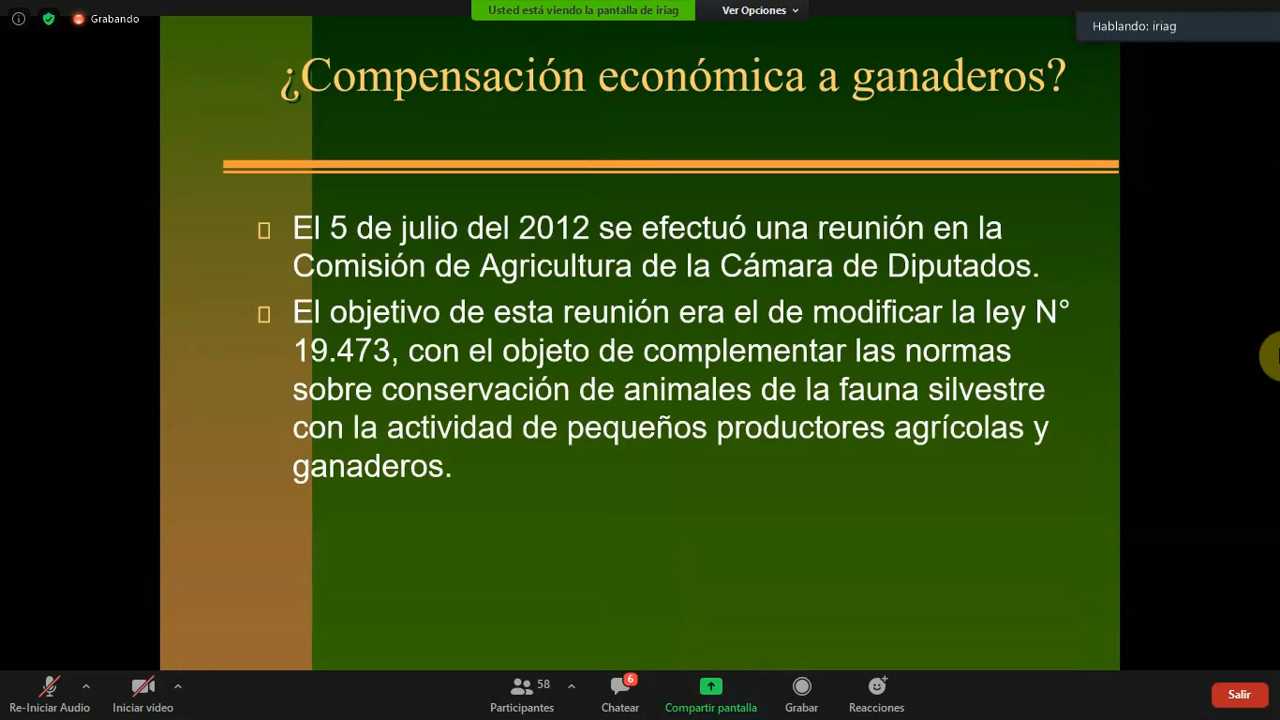 Grabando
Usted está viendo la pantalla de iriag
Ver Opciones
Hablando: iriag
¿Compensación económica a ganaderos?
El 5 de julio del 2012 se efectuó una reunión en la
Comisión de Agricultura de la Cámara de Diputados.
El objetivo de esta reunión era el de modificar la ley N°
19.473, con el objeto de complementar las normas
sobre conservación de animales de la fauna silvestre
con la actividad de pequeños productores agrícolas y
ganaderos.
Re-Iniciar Audio
Iniciar video
58
Participantes
6
Chatear
Compartir pantalla
Grabar
Reacciones
Salir